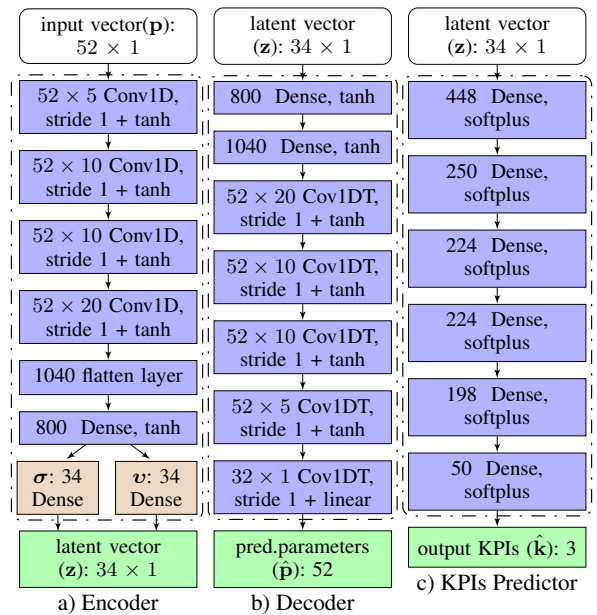 input vector(p):
52 × 1
52 × 5 Conv1D,
stride 1 + tanh
52 × 10 Conv1D,
stride 1 + tanh
52 × 10 Conv1D,
stride 1 + tanh
52 × 20 Conv1D,
stride 1 + tanh
1040 flatten layer
800 Dense, tanh
σ: 34
Dense
υ: 34
Dense
latent vector
(z): 34 × 1
a) Encoder
latent vector
(z): 34 × 1
800 Dense, tanh
1040 Dense, tanh
52 × 20 Cov1DT,
stride 1 + tanh
52 × 10 Cov1DT,
stride 1 + tanh
52 × 10 Cov1DT,
stride 1 + tanh
52 × 5 Cov1DT,
stride 1 + tanh
32 × 1 Cov1DT,
stride 1 + linear
pred.parameters
(p̂): 52
b) Decoder
latent vector
(z): 34 × 1
448 Dense,
softplus
250 Dense,
softplus
224 Dense,
softplus
224 Dense,
softplus
198 Dense,
softplus
50 Dense,
softplus
output KPIs (k̂): 3
c) KPIs Predictor